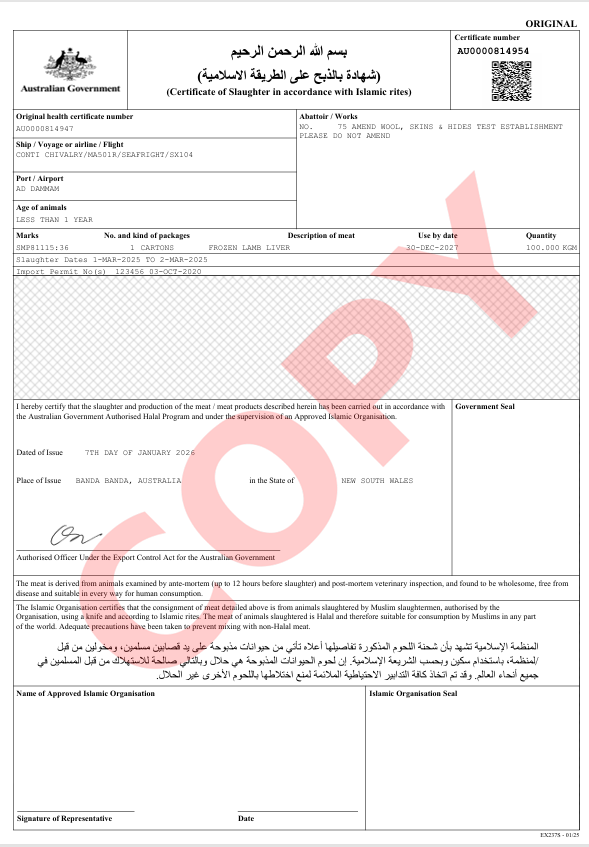 ORIGINAL
Australian Government
بسم الله الرحمن الرحيم
(شهادة بالذبح على الطريقة الاسلامية)
(Certificate of Slaughter in accordance with Islamic rites)
Certificate number
AU0000814954
Original health certificate number
AU0000814947
Ship / Voyage or airline / Flight
CONTI CHIVALRY/MA501R/SEAFRIGHT/SX104
Port / Airport
AD DAMMAM
Age of animals
LESS THAN 1 YEAR
Abattoir / Works
NO. 75 AMEND WOOL, SKINS & HIDES TEST ESTABLISHMENT
PLEASE DO NOT AMEND
Marks No. and kind of packages Description of meat Use by date Quantity
SMP81115:36 1 CARTONS FROZEN LAMB LIVER 30-DEC-2027 100.000 KGM
Slaughter Dates 1-MAR-2025 TO 2-MAR-2025
Import Permit No(s) 123456 03-OCT-2020
COPY
I hereby certify that the slaughter and production of the meat / meat products described herein has been carried out in accordance with
the Australian Government Authorised Halal Program and under the supervision of an Approved Islamic Organisation.
Government Seal
Dated of Issue 7TH DAY OF JANUARY 2026
Place of Issue BANDA BANDA, AUSTRALIA in the State of NEW SOUTH WALES
Authorised Officer Under the Export Control Act for the Australian Government
The meat is derived from animals examined by ante-mortem (up to 12 hours before slaughter) and post-mortem veterinary inspection, and found to be wholesome, free from
disease and suitable in every way for human consumption.
The Islamic Organisation certifies that the consignment of meat detailed above is from animals slaughtered by Muslim slaughtermen, authorised by the
Organisation, using a knife and according to Islamic rites. The meat of animals slaughtered is Halal and therefore suitable for consumption by Muslims in any part
of the world. Adequate precautions have been taken to prevent mixing with non-Halal meat.
المنظمة الإسلامية تشهد بأن شحنة اللحوم المذكورة تفاصيلها أعلاه تأتي من حيوانات مذبوحة على يد قصابين مسلمين، ومخولين من قبل
/لمنظمة، باستخدام سكين وبحسب الشريعة الإسلامية. إن لحوم الحيوانات المذبوحة هي حلال وبالتالي صالحة للاستهلاك من قبل المسلمين في
جميع أنحاء العالم. وقد تم اتخاذ كافة التدابير الاحتياطية الملائمة لمنع اختلاطها باللحوم الأخرى غير الحلال.
Name of Approved Islamic Organisation
Islamic Organisation Seal
Signature of Representative Date
EX237S - 01/25